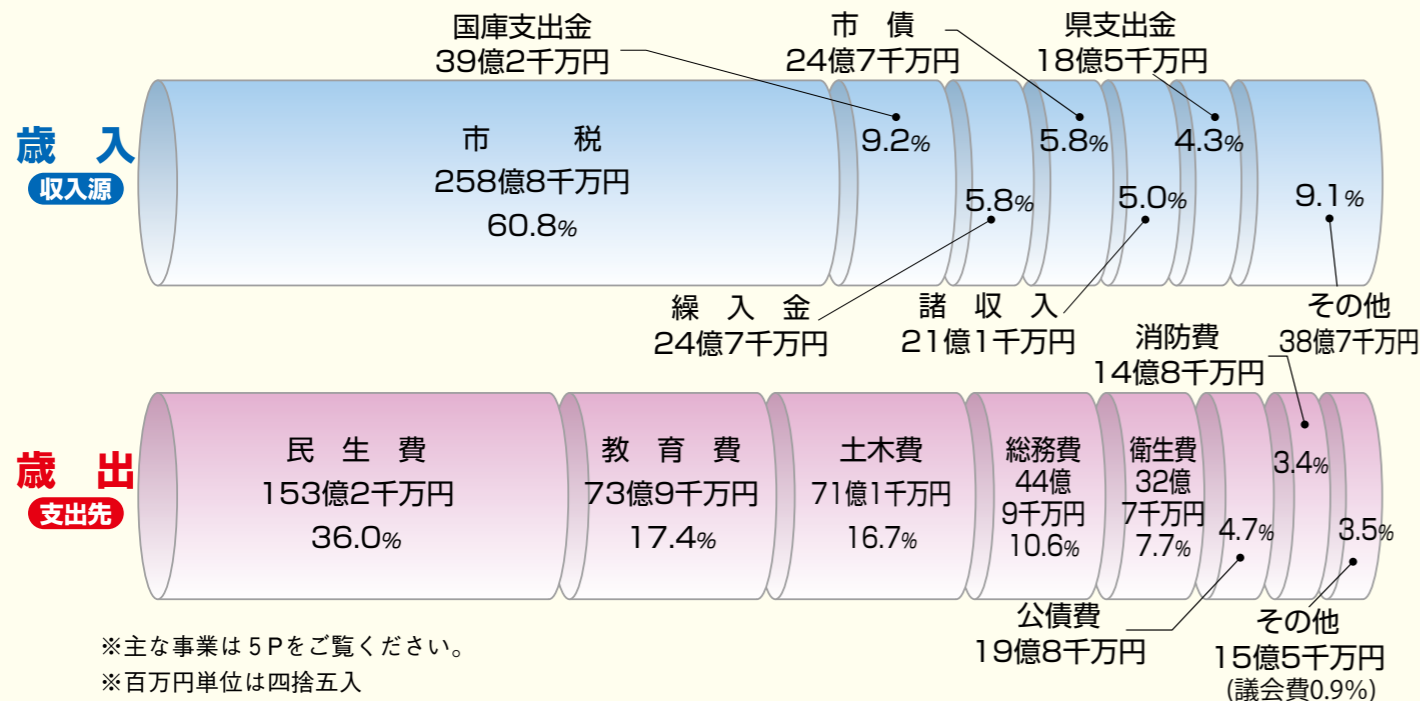 歳入
収入源
国庫支出金
39億2千万円
市債
24億7千万円
県支出金
18億5千万円
市税
258億8千万円
60.8%
9.2%
5.8%
5.8%
5.0%
4.3%
9.1%
繰入金
24億7千万円
諸収入
21億1千万円
その他
38億7千万円
歳出
支出先
消防費
14億8千万円
民生費
153億2千万円
36.0%
教育費
73億9千万円
17.4%
土木費
71億1千万円
16.7%
総務費
44億
9千万円
10.6%
衛生費
32億
7千万円
7.7%
4.7%
3.4%
3.5%
公債費
19億8千万円
その他
15億5千万円
(議会費0.9%)
※主な事業は5Pをご覧ください。
※百万円単位は四捨五入